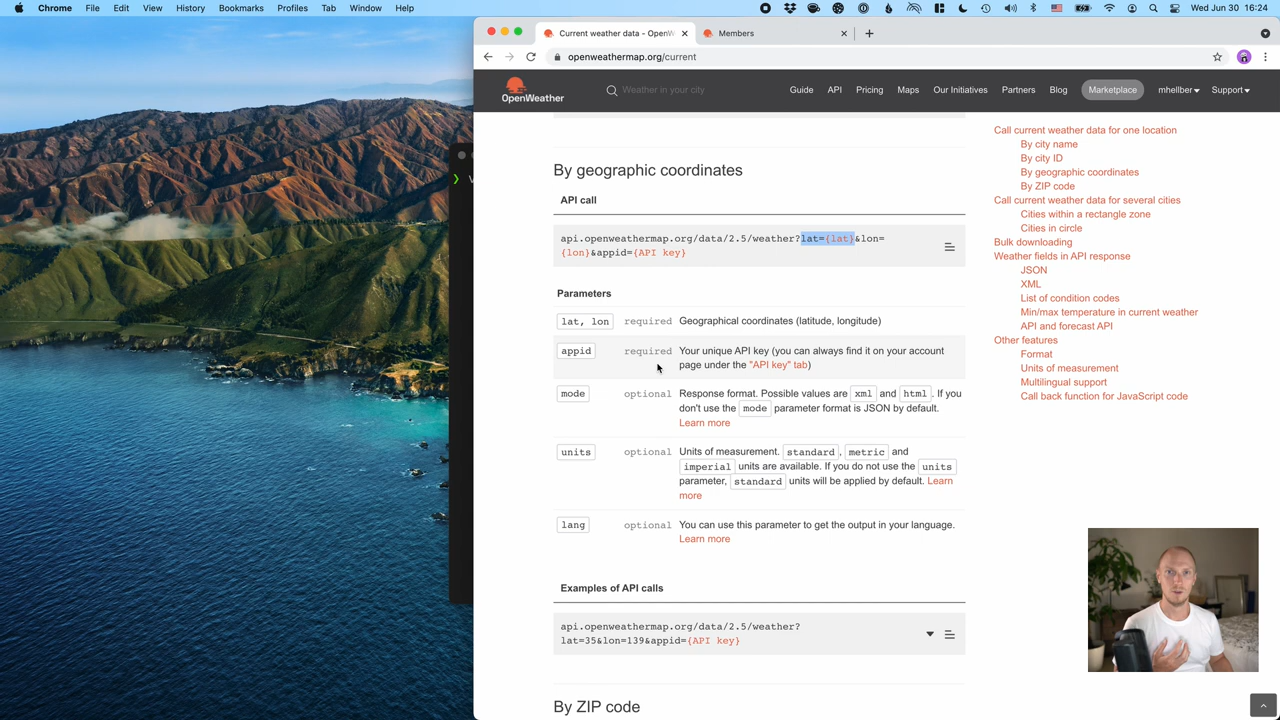 Chrome File Edit View History Bookmarks Profiles Tab Window Help
Wed Jun 30 16:24
Current weather data - OpenW
Members
openweathermap.org/current
OpenWeather
Weather in your city
Guide API Pricing Maps Our Initiatives Partners Blog Marketplace mhellber Support
By geographic coordinates
API call
api.openweathermap.org/data/2.5/weather?lat={lat}&lon=
{lon}&appid={API key}
Parameters
lat, lon required Geographical coordinates (latitude, longitude)
appid required Your unique API key (you can always find it on your account
page under the "API key" tab)
mode optional Response format. Possible values are xml and html. If you
don't use the mode parameter format is JSON by default.
Learn more
units optional Units of measurement. standard, metric and
imperial units are available. If you do not use the units
parameter, standard units will be applied by default. Learn
more
lang optional You can use this parameter to get the output in your language.
Learn more
Examples of API calls
api.openweathermap.org/data/2.5/weather?
lat=35&lon=139&appid={API key}
By ZIP code
Call current weather data for one location
By city name
By city ID
By geographic coordinates
By ZIP code
Call current weather data for several cities
Cities within a rectangle zone
Cities in circle
Bulk downloading
Weather fields in API response
JSON
XML
List of condition codes
Min/max temperature in current weather
API and forecast API
Other features
Format
Units of measurement
Multilingual support
Call back function for JavaScript code